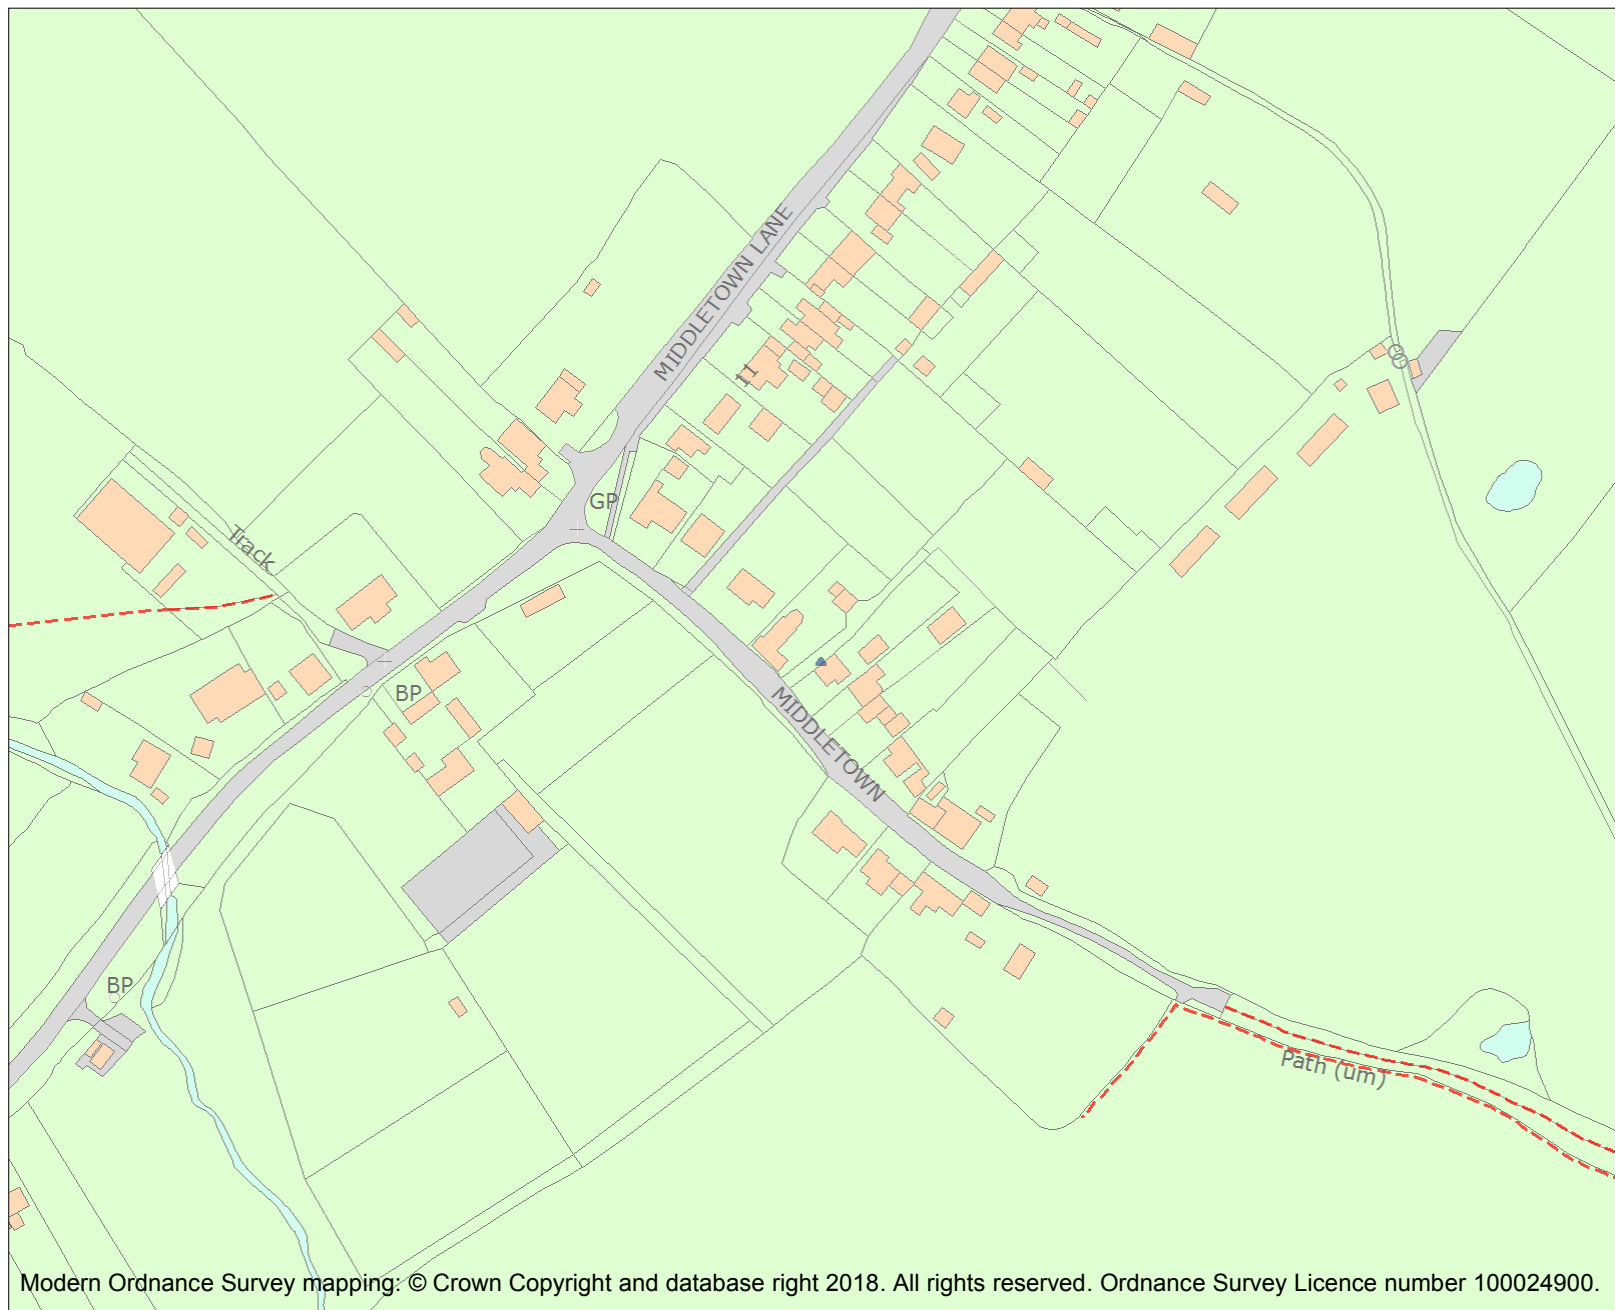 MIDDLETOWN LANE
11
GP
Track
BP
MIDDLETOWN
BP
Path (um)
Modern Ordnance Survey mapping: © Crown Copyright and database right 2018. All rights reserved. Ordnance Survey Licence number 100024900.